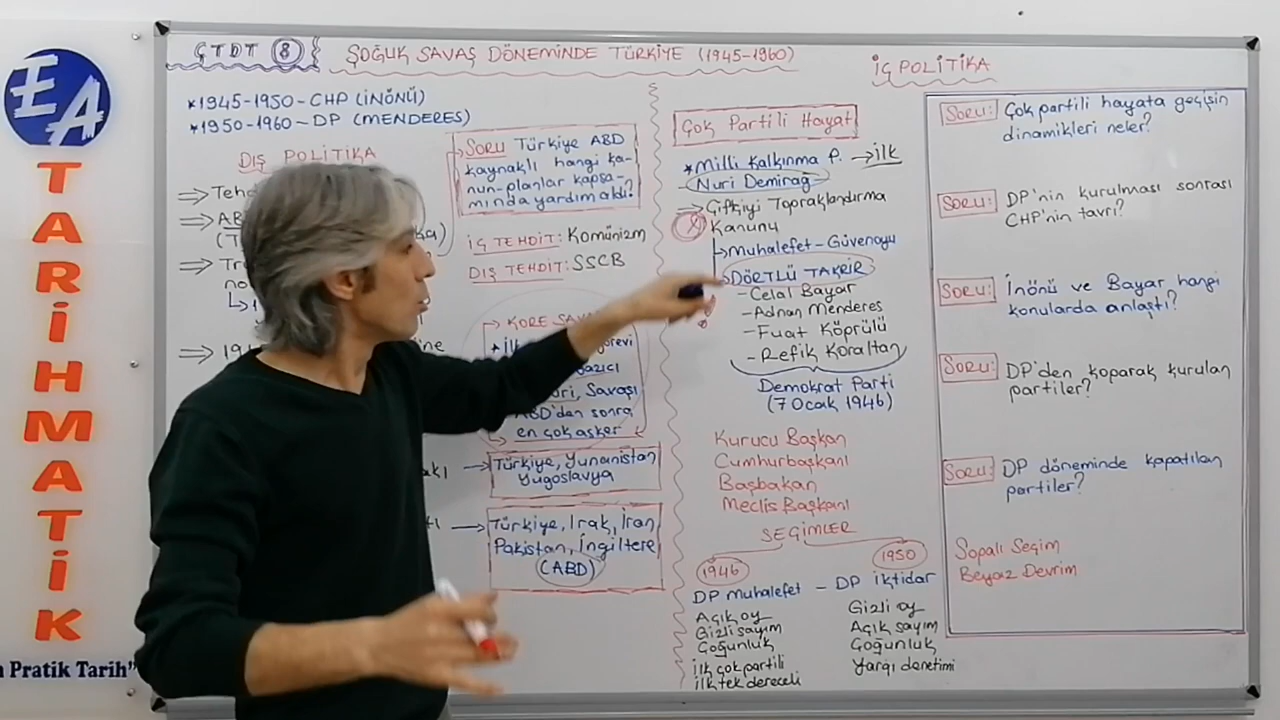 EA
TARİHMATİK
Pratik Tarih"
ÇTDT 8
SOĞUK SAVAŞ DÖNEMİNDE TÜRKİYE (1945-1960)
*1945-1950-CHP (İNÖNÜ)
*1950-1960-DP (MENDERES)
DIŞ POLİTİKA
SORU Türkiye ABD
kaynaklı hangi ka-
nun-planlar kapsa-
mında yardım aldı?
İÇ TEHDİT: Komünizm
DIŞ TEHDİT: SSCB
Savaşı
ABD'den sonra
en çok asker
Türkiye, Yunanistan
Yugoslavya
Türkiye, Irak, İran
Pakistan, İngiltere
(ABD)
İÇ POLİTİKA
Çok Partili Hayat
*Milli Kalkınma P. → İlk
- Nuri Demirağ -
→ Çiftçiyi Topraklandırma
Kanunu
Muhalefet-Güvenoyu
DÖRTLÜ TAKRİR
-Celal Bayar
-Adnan Menderes
-Fuat Köprülü
-Refik Koraltan
Demokrat Parti
(7 Ocak 1946)
Kurucu Başkan
Cumhurbaşkanı
Başbakan
Meclis Başkanı
SEÇİMLER
1946
1950
DP Muhalefet - DP İktidar
Açık oy
Gizli sayım
Çoğunluk
İlk çok partili
İlk tek dereceli
Gizli oy
Açık sayım
Çoğunluk
Yargı denetimi
Soru: Çok partili hayata geçişin
dinamikleri neler?
Soru: DP'nin kurulması sonrası
CHP'nin tavrı?
Soru: İnönü ve Bayar hangi
konularda anlaştı?
Soru: DP'den koparak kurulan
partiler?
Soru: DP döneminde kapatılan
partiler?
Sopalı Seçim
Beyaz Devrim